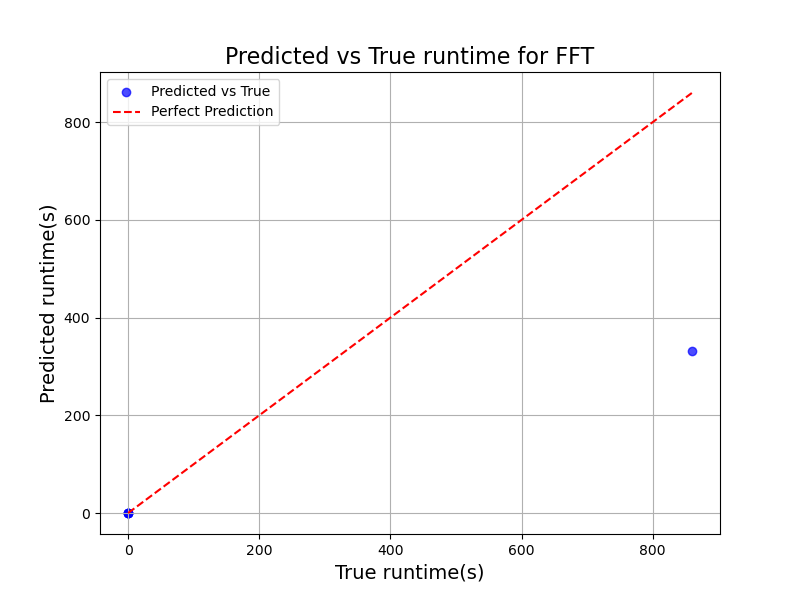 Predicted vs True runtime for FFT
Predicted vs True
Perfect Prediction
Predicted runtime(s)
800
600
400
200
0
0 200 400 600 800
True runtime(s)